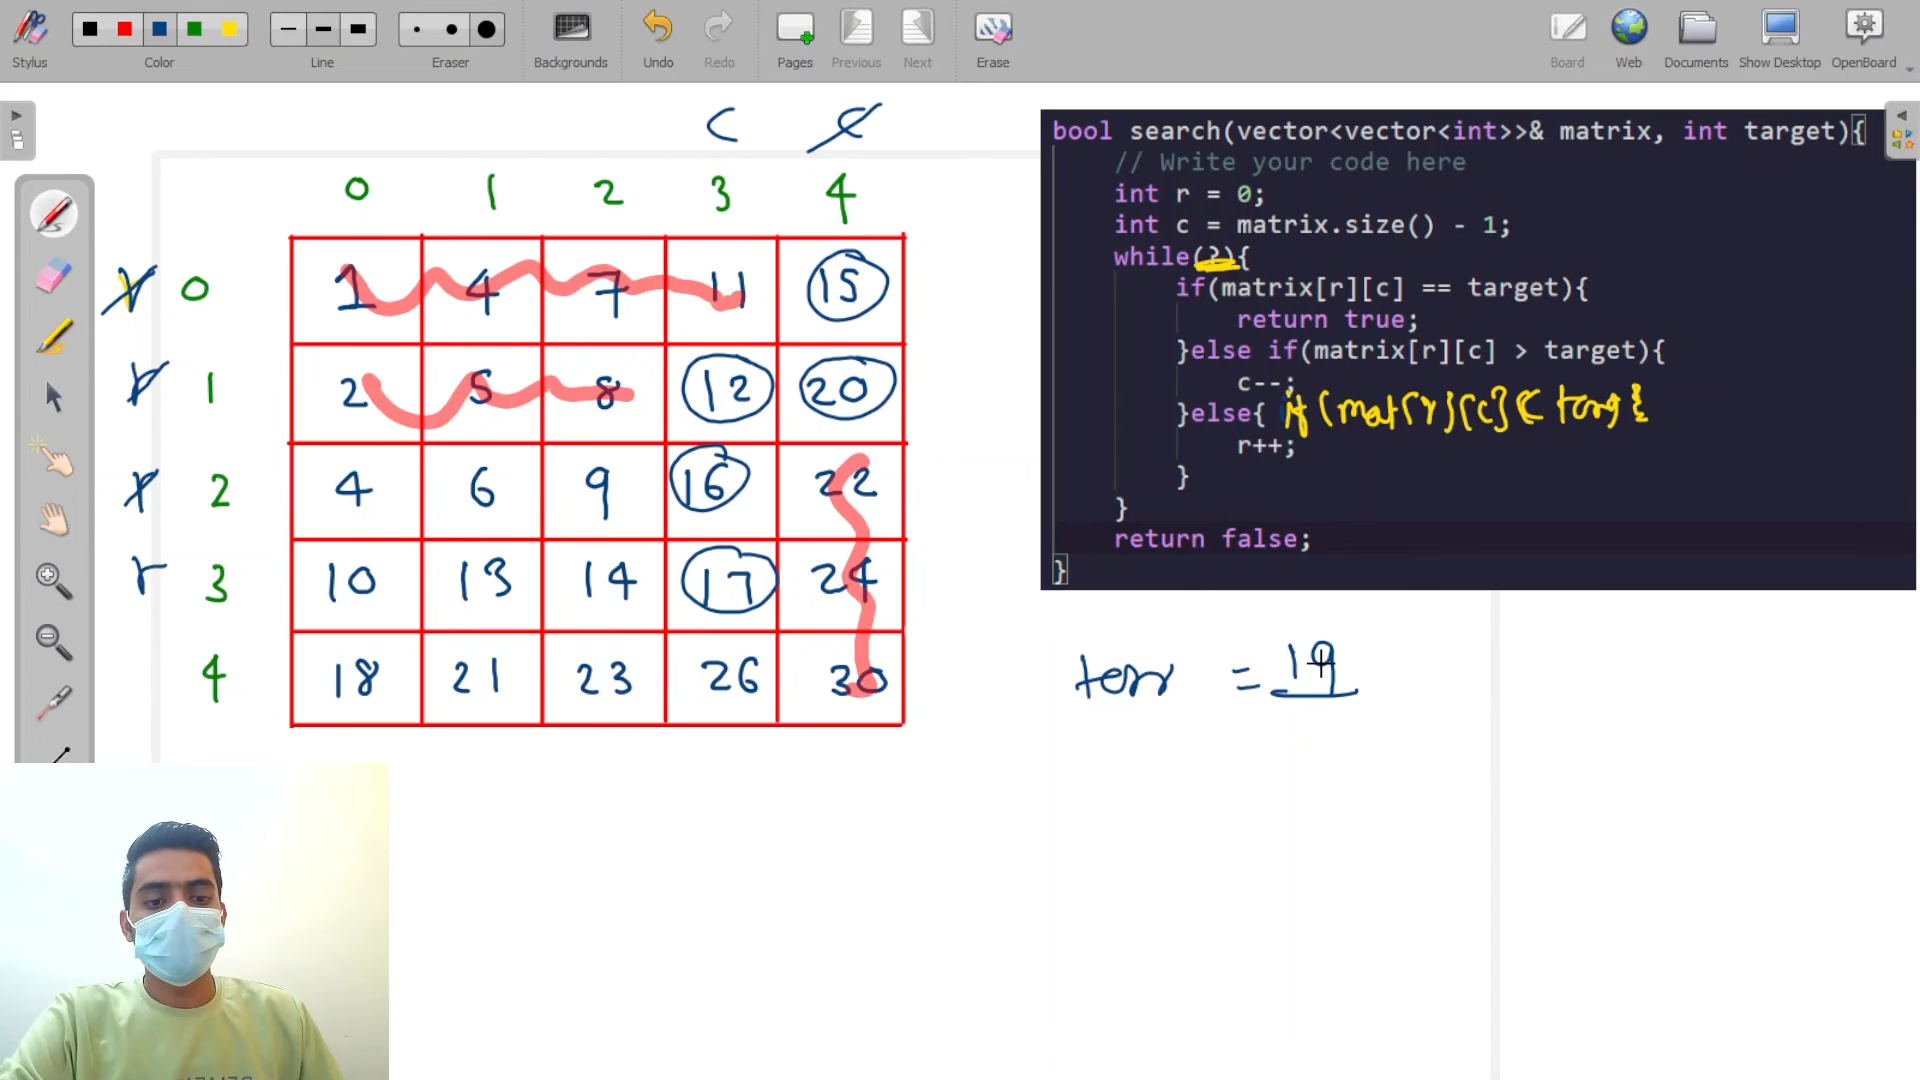 Stylus
Color
Line
Eraser
Backgrounds
Undo
Redo
Pages
Previous
Next
Erase
Board
Web
Documents
Show Desktop
OpenBoard
c c
0 1 2 3 4
r 0 1 4 7 11 15
r 1 2 5 8 12 20
r 2 4 6 9 16 22
r 3 10 13 14 17 24
4 18 21 23 26 30
bool search(vector<vector<int>>& matrix, int target){
// Write your code here
int r = 0;
int c = matrix.size() - 1;
while(?){
if(matrix[r][c] == target){
return true;
}else if(matrix[r][c] > target){
c--;
}else{ if (mat[r][c] < targ {
r++;
}
}
return false;
}
= 19